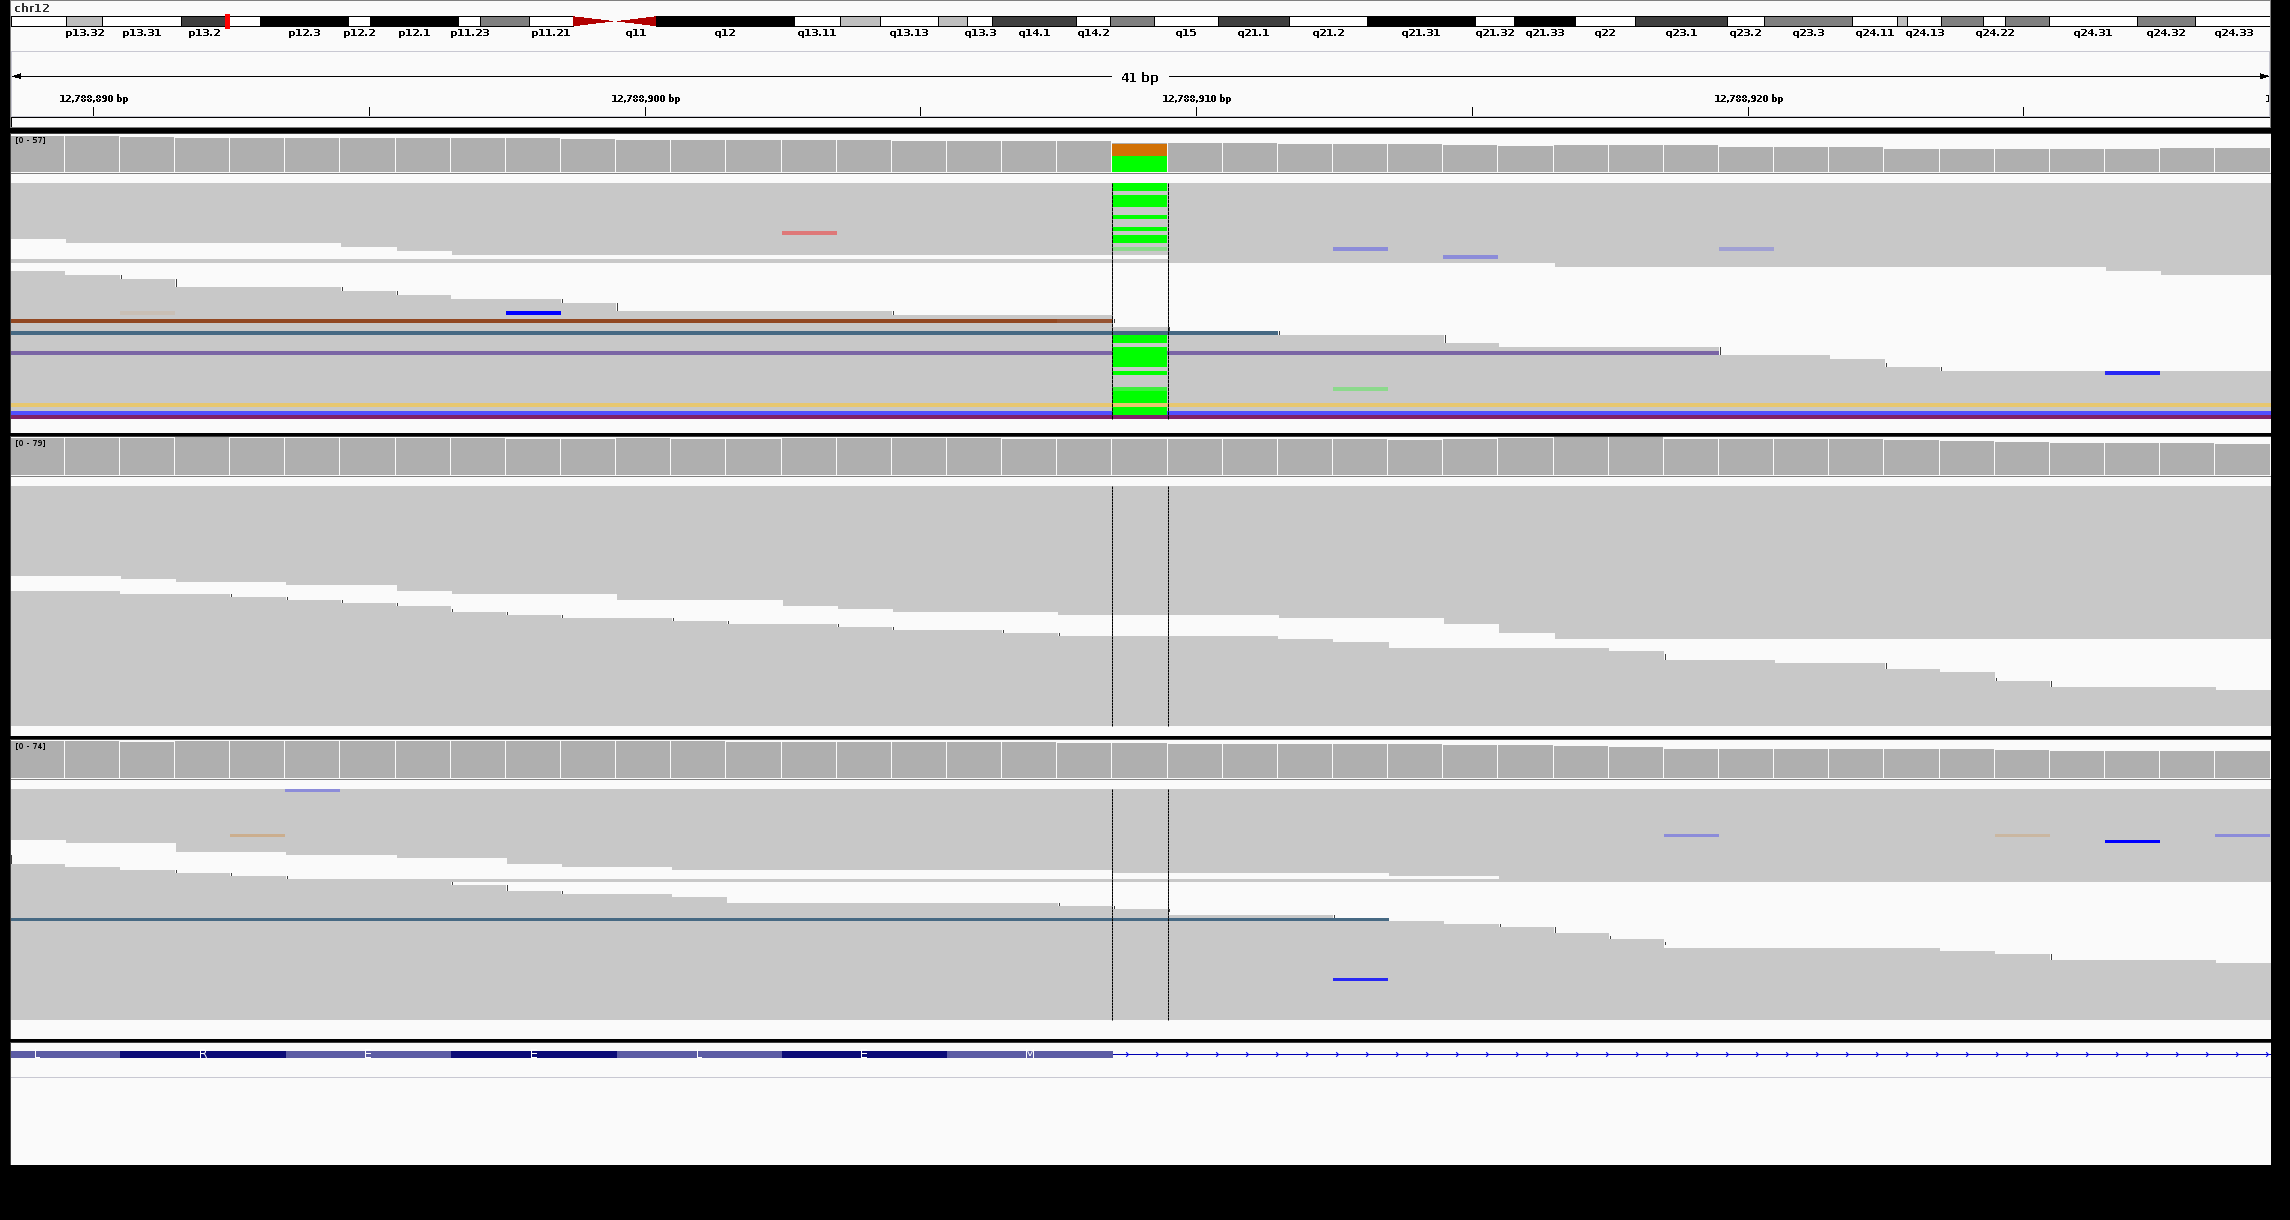 chr12
p13.32 p13.31 p13.2 p12.3 p12.2 p12.1 p11.23 p11.21 q11 q12 q13.11 q13.13 q13.3 q14.1 q14.2 q15 q21.1 q21.2 q21.31 q21.32 q21.33 q22 q23.1 q23.2 q23.3 q24.11 q24.13 q24.22 q24.31 q24.32 q24.33
41 bp
12,788,890 bp 12,788,900 bp 12,788,910 bp 12,788,920 bp
[0 - 57]
[0 - 79]
[0 - 74]
L R E E L E M